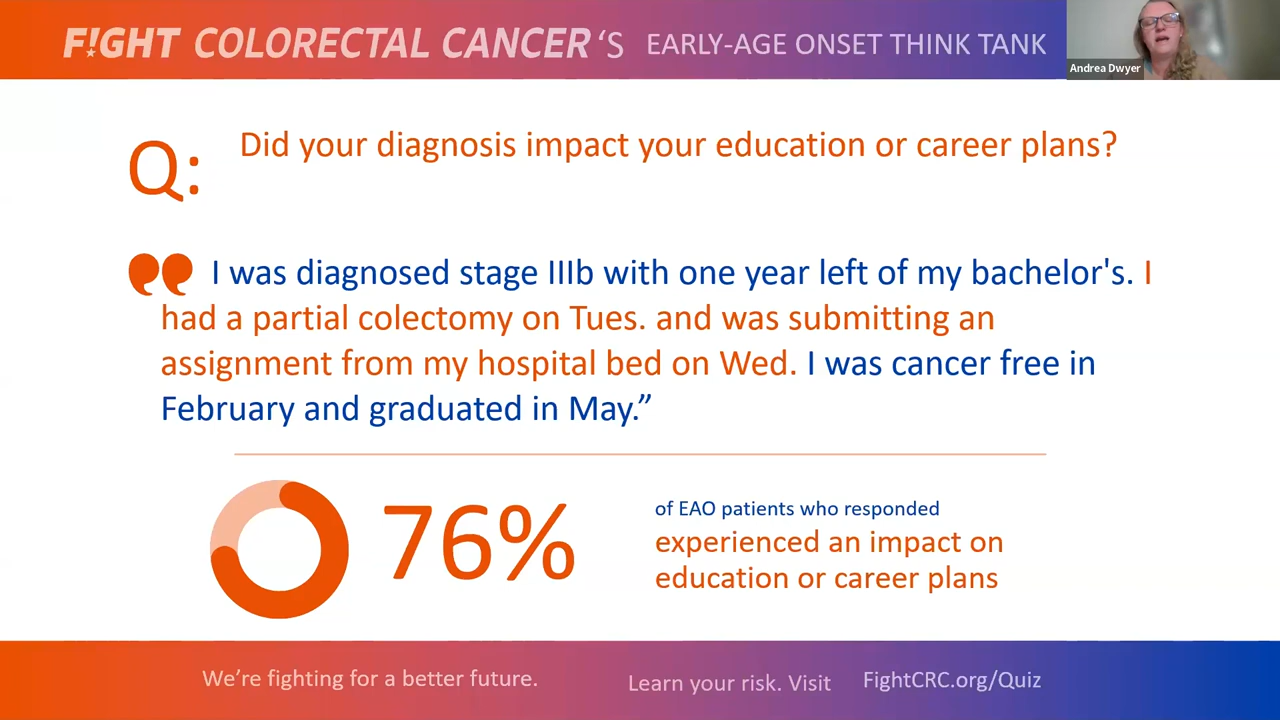 F!GHT COLORECTAL CANCER'S EARLY-AGE ONSET THINK TANK
Andrea Dwyer
Q: Did your diagnosis impact your education or career plans?
❝ I was diagnosed stage IIIb with one year left of my bachelor's. I
had a partial colectomy on Tues. and was submitting an
assignment from my hospital bed on Wed. I was cancer free in
February and graduated in May.”
76%
of EAO patients who responded
experienced an impact on
education or career plans
We’re fighting for a better future.
Learn your risk. Visit FightCRC.org/Quiz